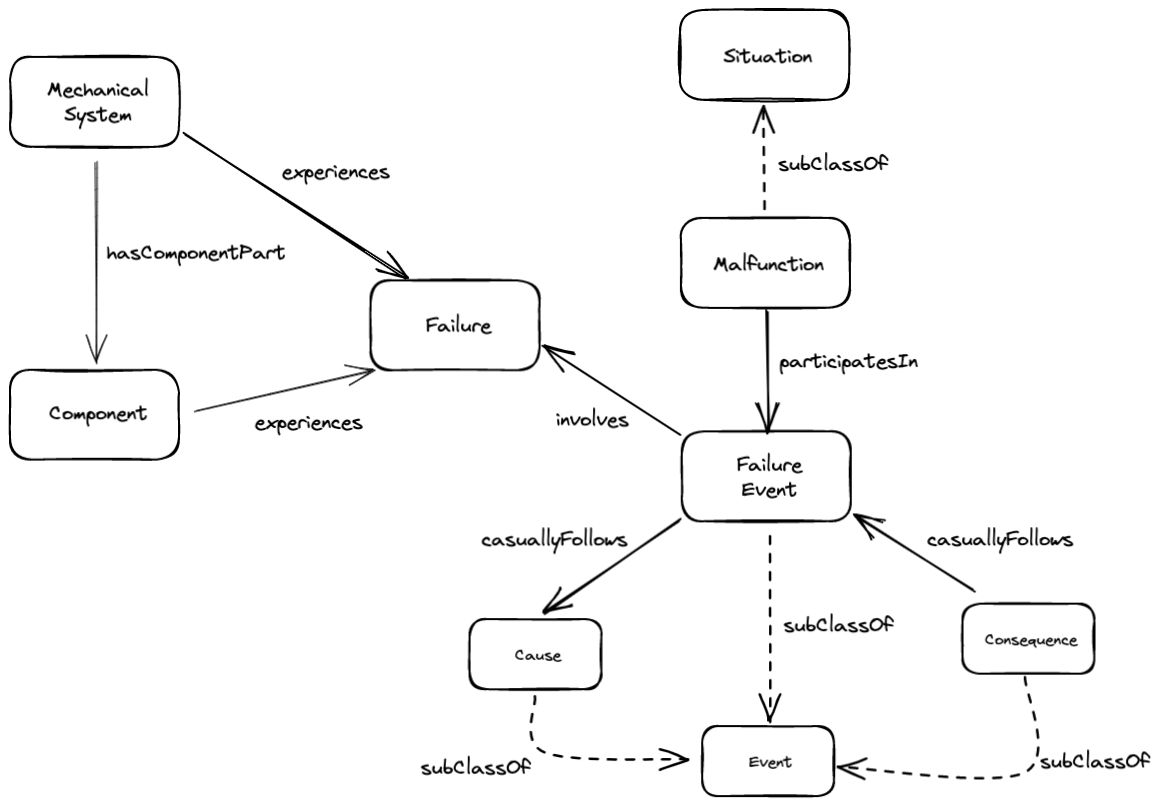 Situation
Mechanical
System
subClassOf
experiences
hasComponentPart
Malfunction
Failure
participatesIn
Component
experiences
involves
Failure
Event
casuallyFollows
casuallyFollows
subClassOf
Cause
Consequence
Event
subClassOf
subClassOf